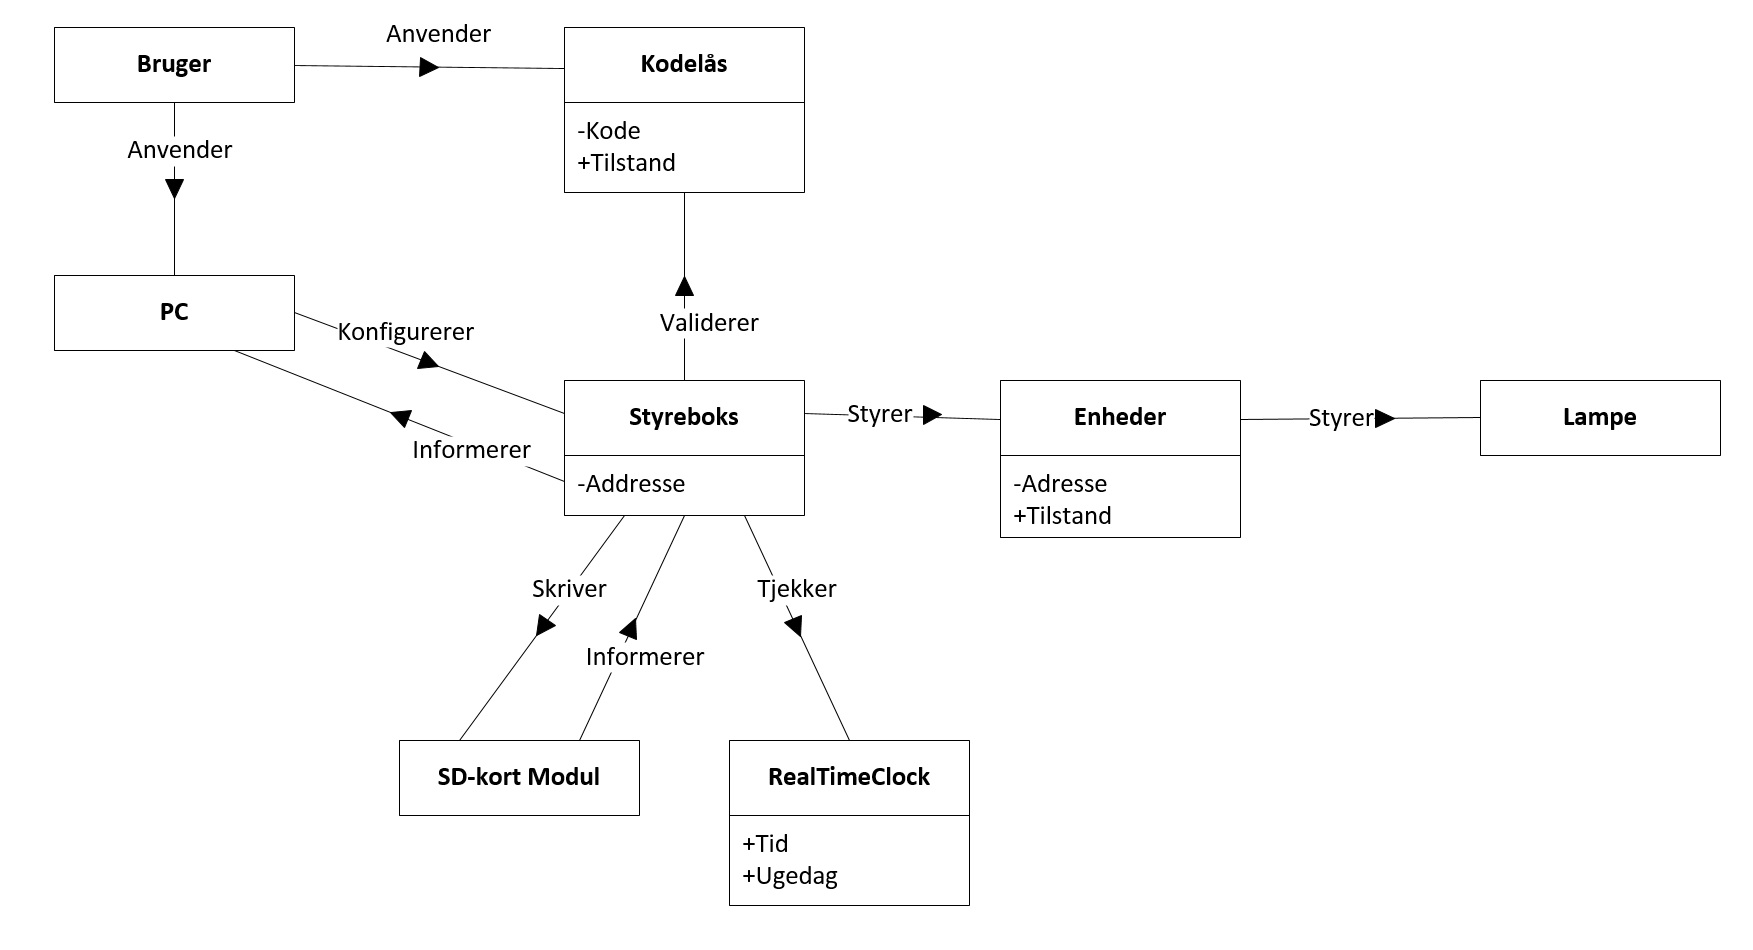 Bruger
Anvender
Kodelås
-Kode
+Tilstand
Anvender
PC
Konfigurerer
Validerer
Informerer
Styreboks
-Addresse
Styrer
Enheder
-Adresse
+Tilstand
Styrer
Lampe
Skriver
Informerer
Tjekker
SD-kort Modul
RealTimeClock
+Tid
+Ugedag